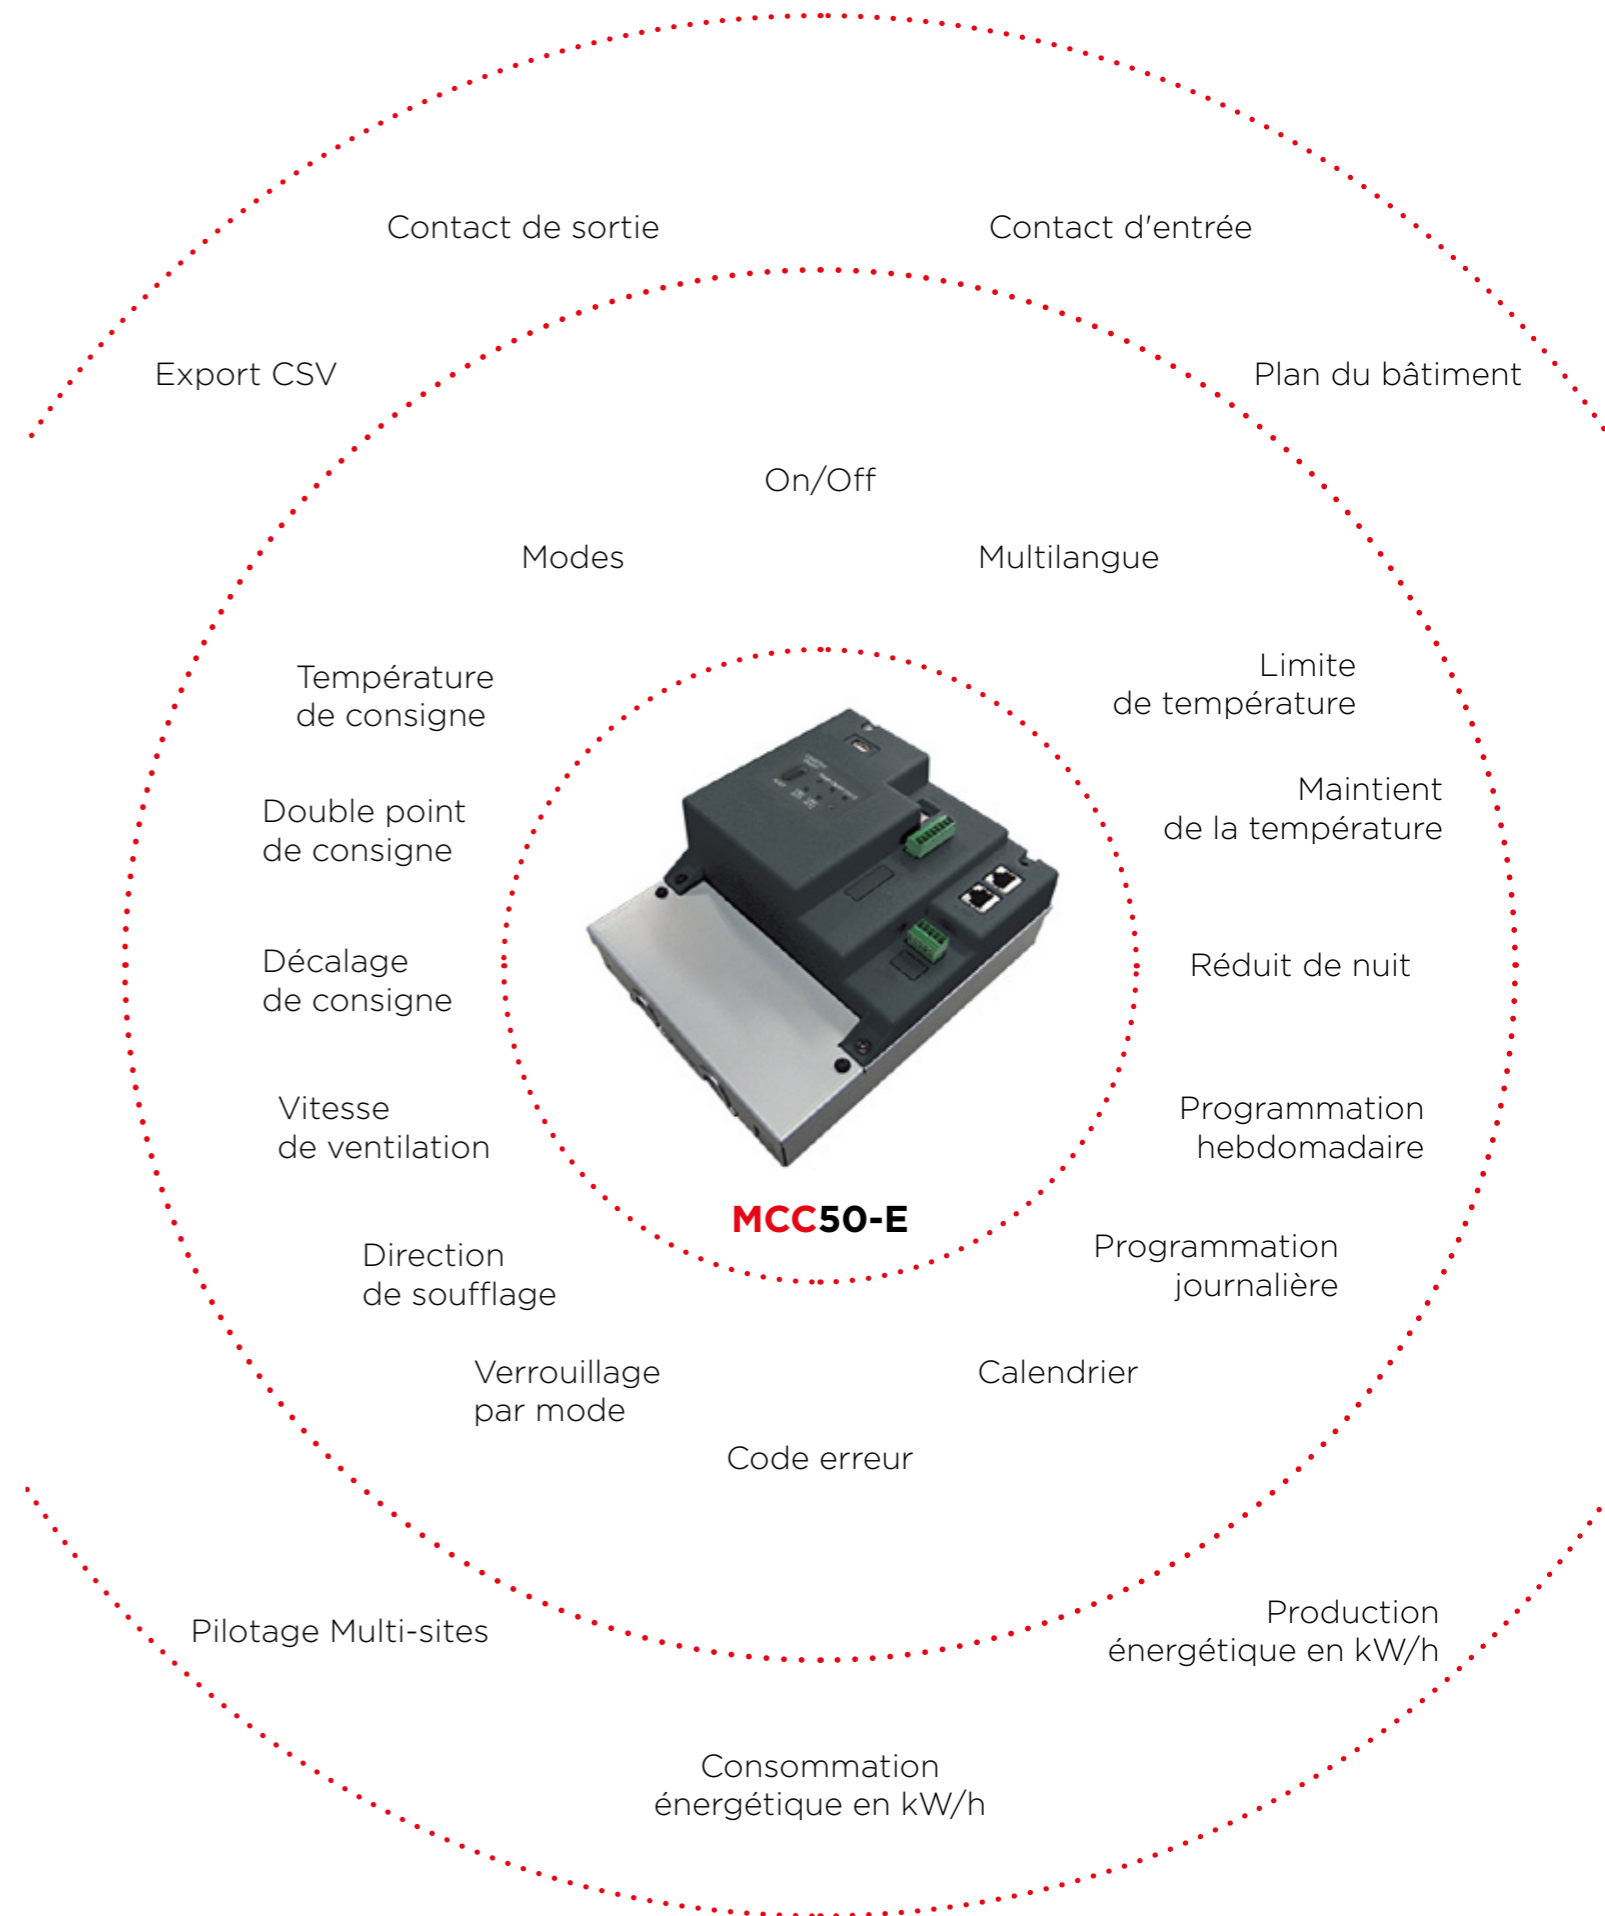 Contact de sortie
Contact d'entrée
Export CSV
Plan du bâtiment
On/Off
Modes
Multilangue
Température
de consigne
Limite
de température
Double point
de consigne
Maintient
de la température
Décalage
de consigne
Réduit de nuit
Vitesse
de ventilation
Programmation
hebdomadaire
MCC50-E
Direction
de soufflage
Programmation
journalière
Verrouillage
par mode
Calendrier
Code erreur
Pilotage Multi-sites
Production
énergétique en kW/h
Consommation
énergétique en kW/h